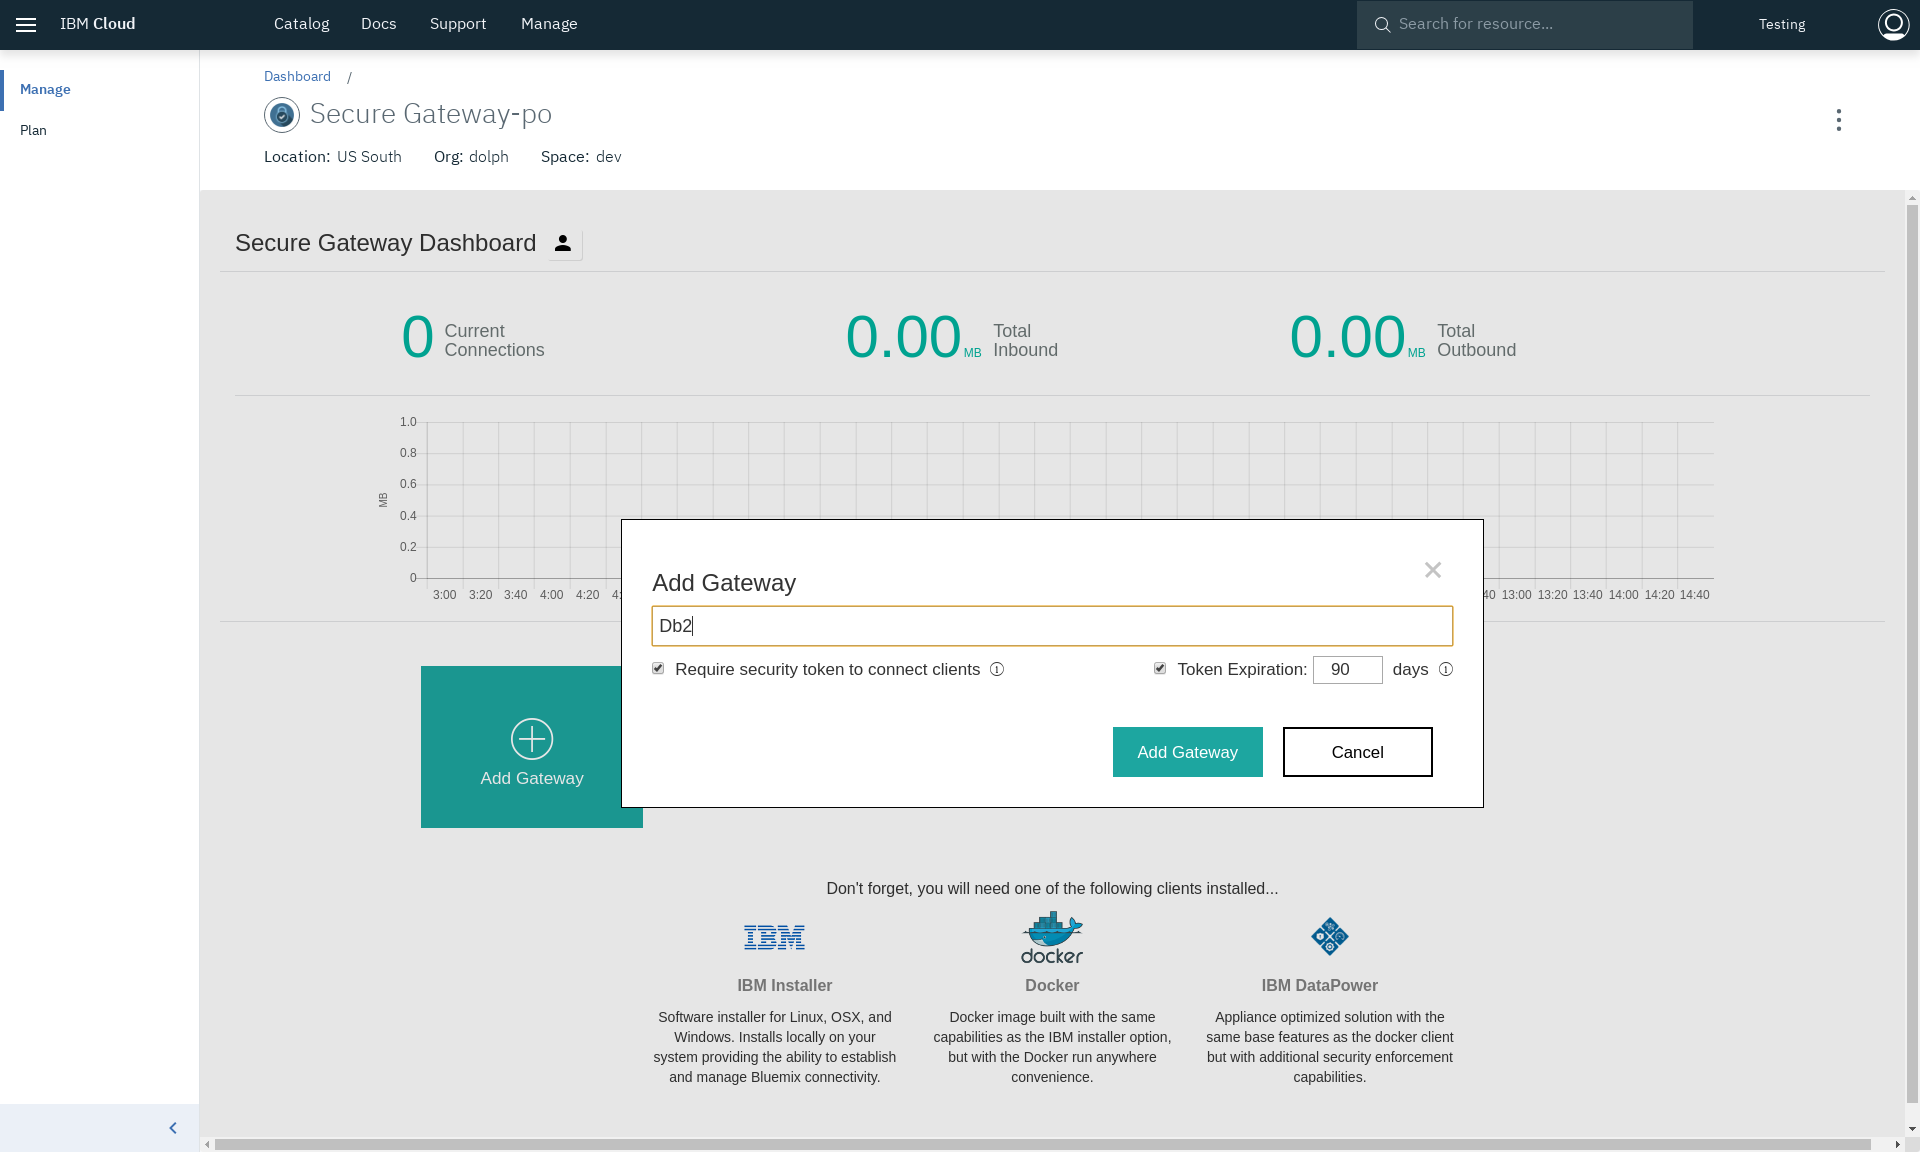 IBM Cloud
Catalog
Docs
Support
Manage
Search for resource...
Testing
Manage
Plan
Dashboard /
Secure Gateway-po
Location: US South
Org: dolph
Space: dev
Secure Gateway Dashboard
0 Current
Connections
0.00 MB Total
Inbound
0.00 MB Total
Outbound
1.0
0.8
0.6
0.4
0.2
0
MB
3:00 3:20 3:40 4:00 4:20 13:00 13:20 13:40 14:00 14:20 14:40
Add Gateway
Add Gateway
Db2
Require security token to connect clients
Token Expiration: 90 days
Add Gateway
Cancel
Don't forget, you will need one of the following clients installed...
IBM
docker
IBM Installer
Software installer for Linux, OSX, and
Windows. Installs locally on your
system providing the ability to establish
and manage Bluemix connectivity.
Docker
Docker image built with the same
capabilities as the IBM installer option,
but with the Docker run anywhere
convenience.
IBM DataPower
Appliance optimized solution with the
same base features as the docker client
but with additional security enforcement
capabilities.